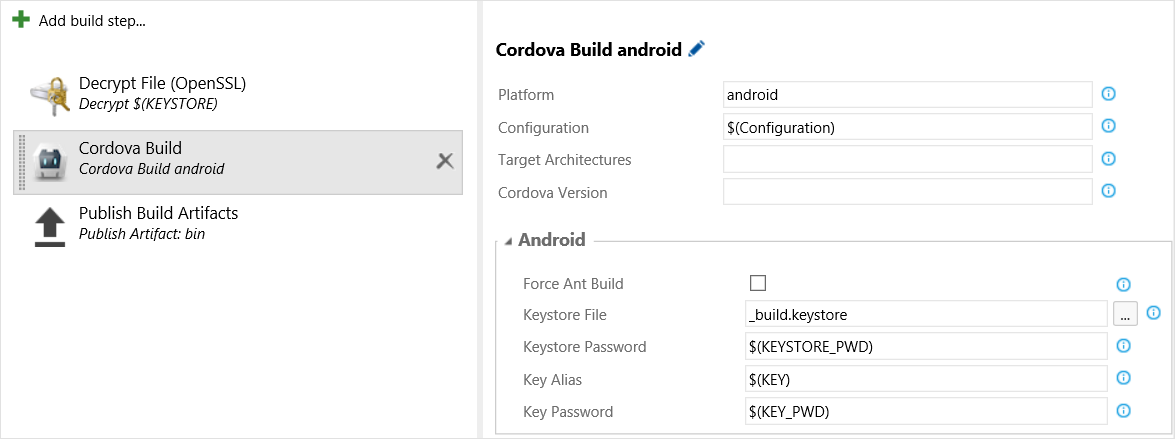 Add build step...
Decrypt File (OpenSSL)
Decrypt $(KEYSTORE)
Cordova Build
Cordova Build android
Publish Build Artifacts
Publish Artifact: bin
Cordova Build android
Platform android
Configuration $(Configuration)
Target Architectures
Cordova Version
Android
Force Ant Build
Keystore File _build.keystore ...
Keystore Password $(KEYSTORE_PWD)
Key Alias $(KEY)
Key Password $(KEY_PWD)